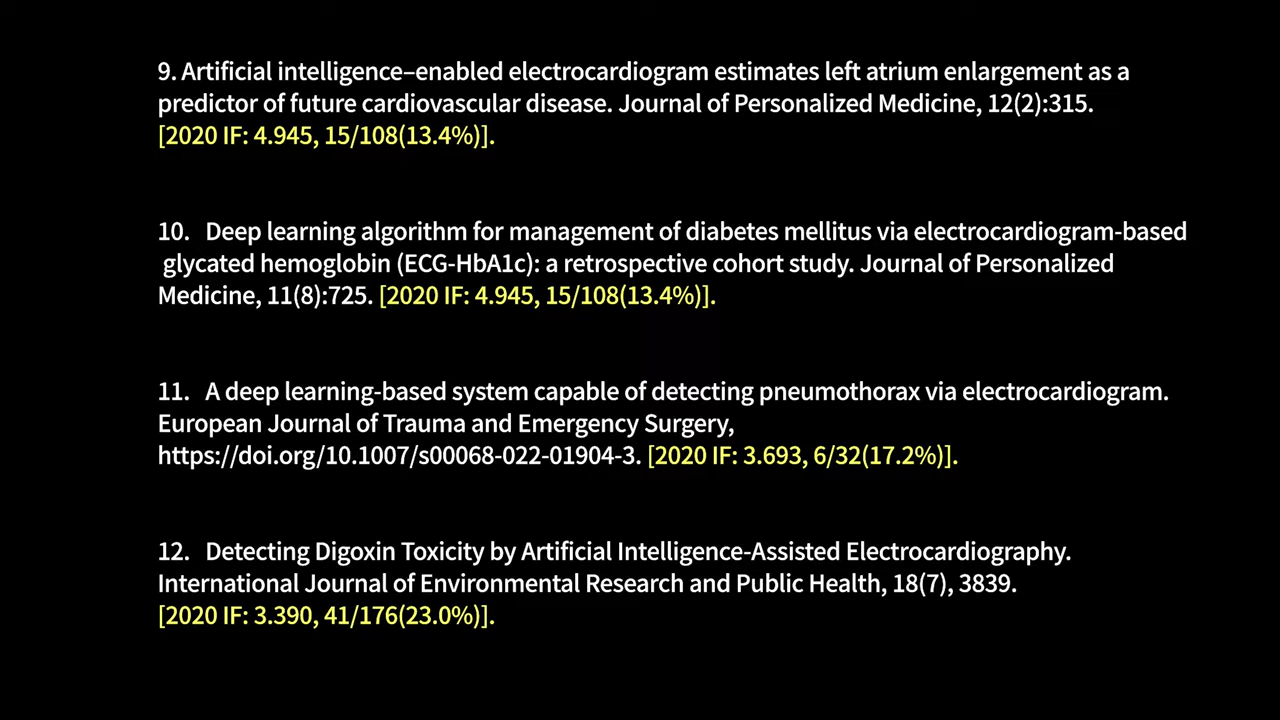 9. Artificial intelligence–enabled electrocardiogram estimates left atrium enlargement as a
predictor of future cardiovascular disease. Journal of Personalized Medicine, 12(2):315.
[2020 IF: 4.945, 15/108(13.4%)].
10. Deep learning algorithm for management of diabetes mellitus via electrocardiogram-based
glycated hemoglobin (ECG-HbA1c): a retrospective cohort study. Journal of Personalized
Medicine, 11(8):725. [2020 IF: 4.945, 15/108(13.4%)].
11. A deep learning-based system capable of detecting pneumothorax via electrocardiogram.
European Journal of Trauma and Emergency Surgery,
https://doi.org/10.1007/s00068-022-01904-3. [2020 IF: 3.693, 6/32(17.2%)].
12. Detecting Digoxin Toxicity by Artificial Intelligence-Assisted Electrocardiography.
International Journal of Environmental Research and Public Health, 18(7), 3839.
[2020 IF: 3.390, 41/176(23.0%)].